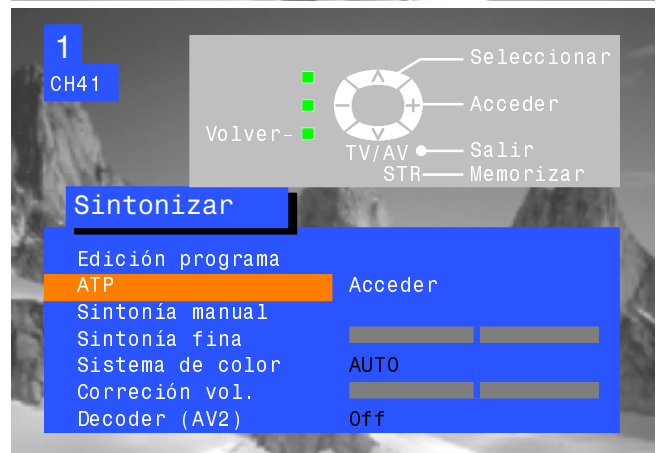 1
CH41
Seleccionar
- + Acceder
Volver-
TV/AV Salir
STR Memorizar
Sintonizar
Edición programa
ATP Acceder
Sintonía manual
Sintonía fina
Sistema de color AUTO
Correción vol.
Decoder (AV2) Off